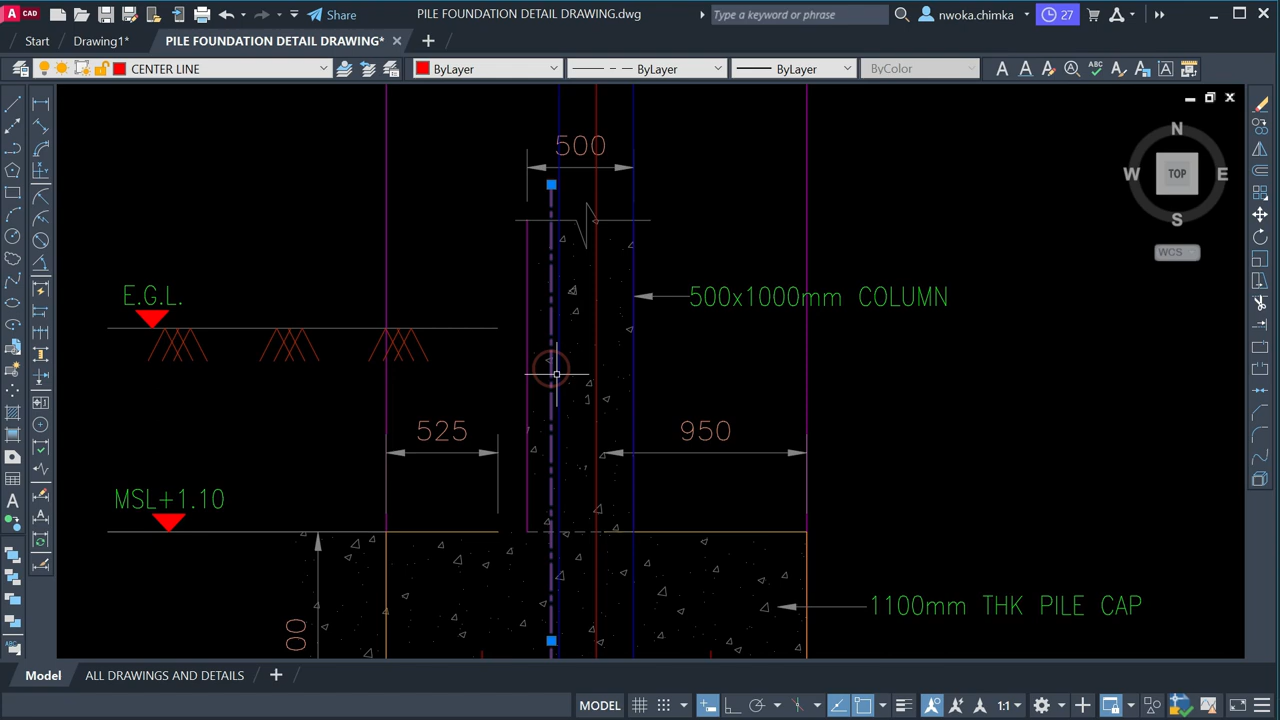 CAD
Share
PILE FOUNDATION DETAIL DRAWING.dwg
Type a keyword or phrase
nwoka.chimka
27
Start
Drawing1*
PILE FOUNDATION DETAIL DRAWING*
CENTER LINE
ByLayer
ByLayer
ByLayer
ByColor
500
N
W
TOP
E
S
WCS
E.G.L.
500x1000mm COLUMN
525
950
MSL+1.10
1100mm THK PILE CAP
00
Model
ALL DRAWINGS AND DETAILS
MODEL
1:1